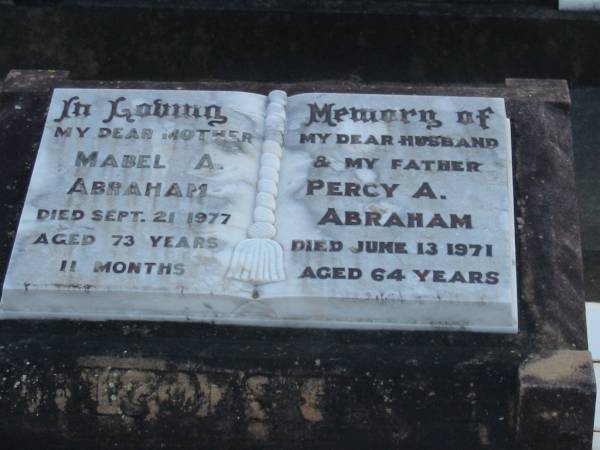 In Loving Memory of
MY DEAR MOTHER
MABEL A.
ABRAHAM
DIED SEPT. 21 1977
AGED 73 YEARS
11 MONTHS
MY DEAR HUSBAND
& MY FATHER
PERCY A.
ABRAHAM
DIED JUNE 13 1971
AGED 64 YEARS